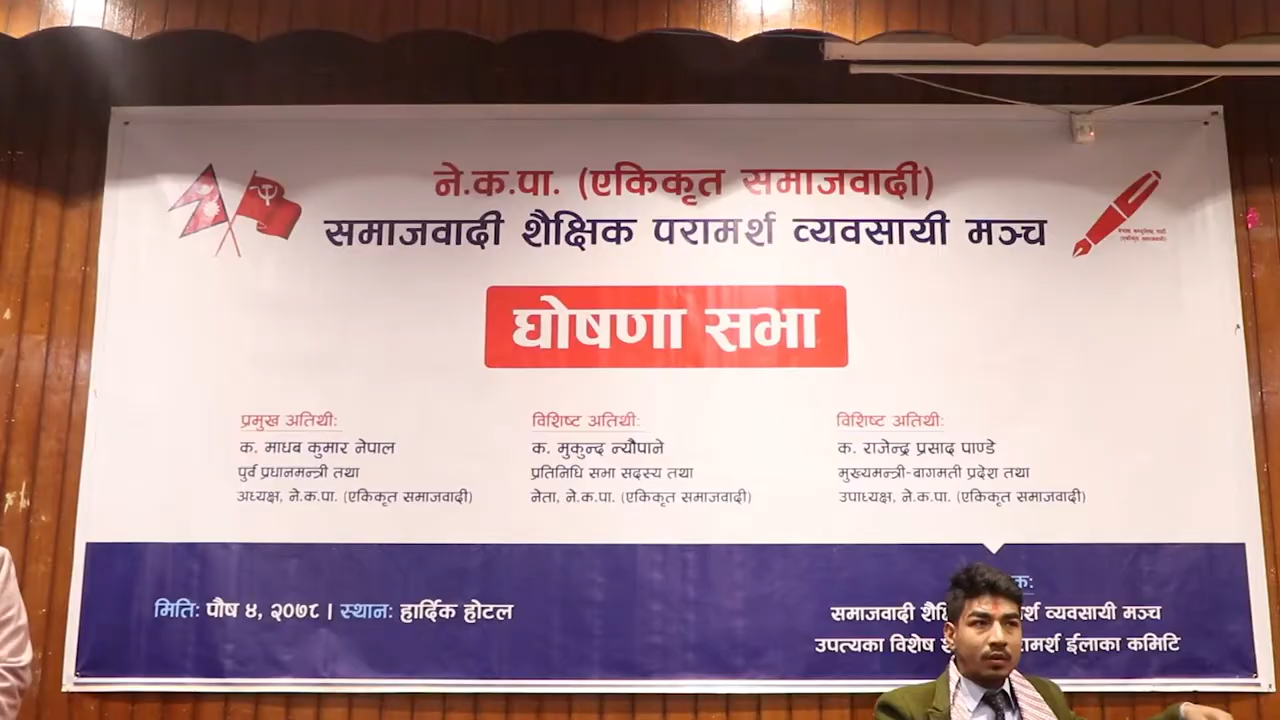 ने.क.पा. (एकिकृत समाजवादी)
समाजवादी शैक्षिक परामर्श व्यवसायी मञ्च
घोषणा सभा
प्रमुख अतिथी:
क. माधब कुमार नेपाल
पुर्व प्रधानमन्त्री तथा
अध्यक्ष, ने.क.पा. (एकिकृत समाजवादी)
विशिष्ट अतिथी:
क. मुकुन्द न्यौपाने
प्रतिनिधि सभा सदस्य तथा
नेता, ने.क.पा. (एकिकृत समाजवादी)
विशिष्ट अतिथी:
क. राजेन्द्र प्रसाद पाण्डे
मुख्यमन्त्री-बागमती प्रदेश तथा
उपाध्यक्ष, ने.क.पा. (एकिकृत समाजवादी)
मिति: पौष ४, २०७८ | स्थान: हार्दिक होटल
समाजवादी व्यवसायी मञ्च
उपत्यका विशेष ईलाका कमिटि